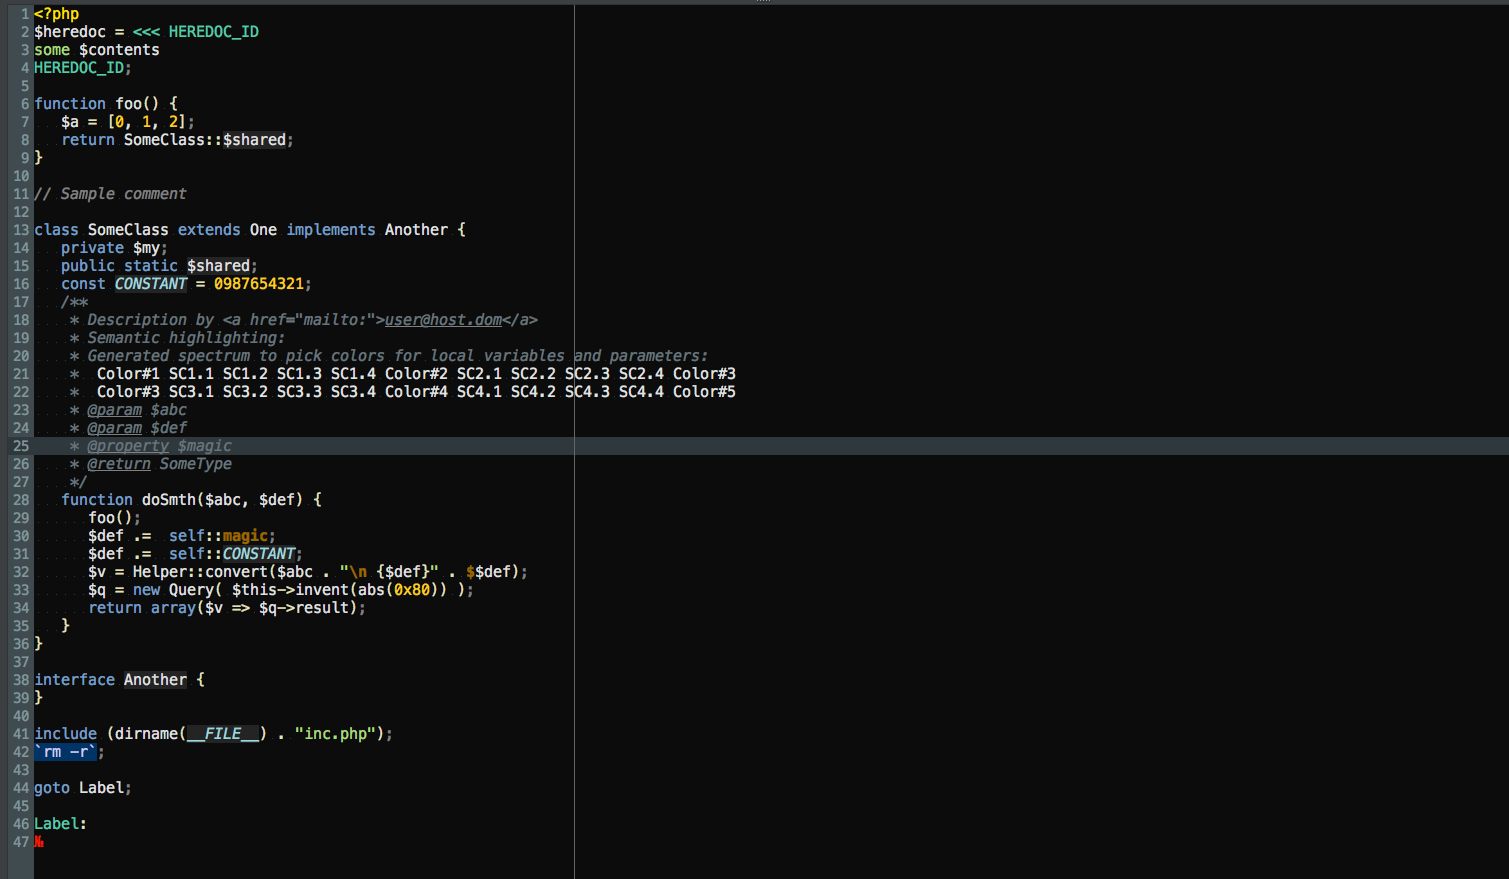 1 <?php
2 $heredoc = <<< HEREDOC_ID
3 some $contents
4 HEREDOC_ID;
5
6 function foo() {
7    $a = [0, 1, 2];
8    return SomeClass::$shared;
9 }
10
11 // Sample comment
12
13 class SomeClass extends One implements Another {
14    private $my;
15    public static $shared;
16    const CONSTANT = 0987654321;
17    /**
18     * Description by <a href="mailto:">user@host.dom</a>
19     * Semantic highlighting:
20     * Generated spectrum to pick colors for local variables and parameters:
21     *  Color#1 SC1.1 SC1.2 SC1.3 SC1.4 Color#2 SC2.1 SC2.2 SC2.3 SC2.4 Color#3
22     *  Color#3 SC3.1 SC3.2 SC3.3 SC3.4 Color#4 SC4.1 SC4.2 SC4.3 SC4.4 Color#5
23     * @param $abc
24     * @param $def
25     * @property $magic
26     * @return SomeType
27     */
28    function doSmth($abc, $def) {
29       foo();
30       $def .=  self::magic;
31       $def .=  self::CONSTANT;
32       $v = Helper::convert($abc . "\n {$def}" . $$def);
33       $q = new Query( $this->invent(abs(0x80)) );
34       return array($v => $q->result);
35    }
36 }
37
38 interface Another {
39 }
40
41 include (dirname(__FILE__) . "inc.php");
42 `rm -r`;
43
44 goto Label;
45
46 Label:
47 №